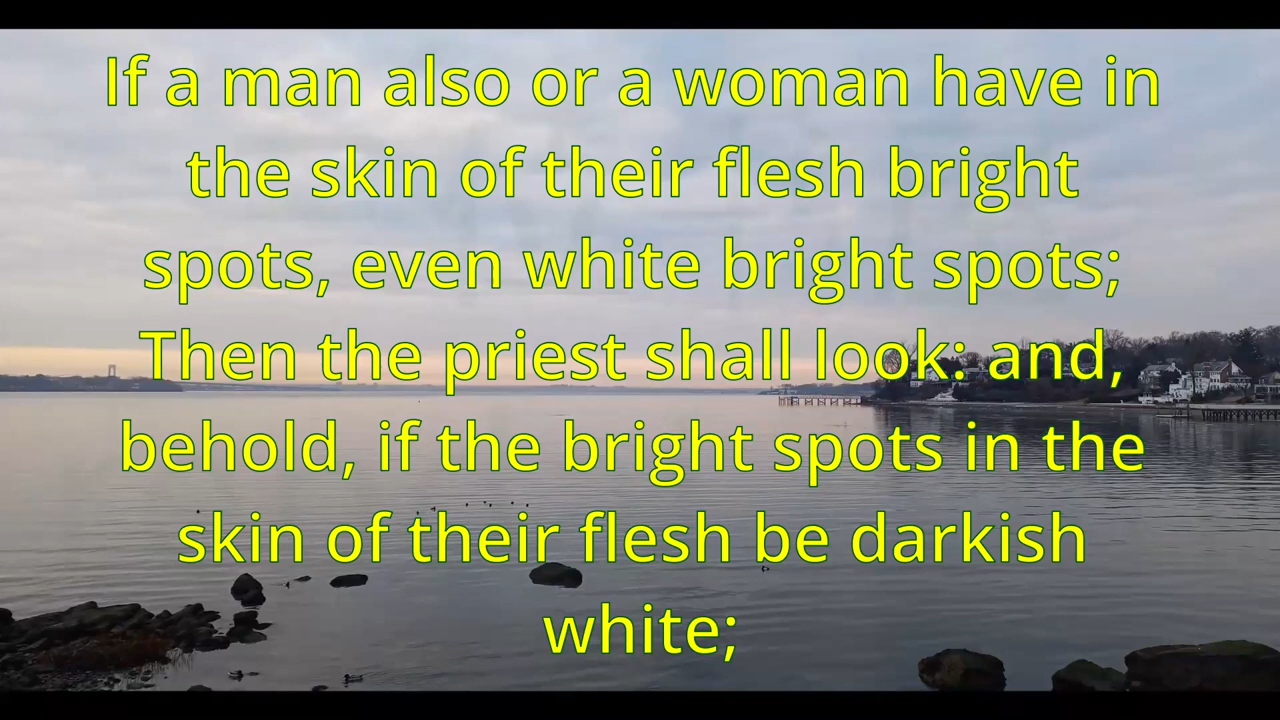 If a man also or a woman have in
the skin of their flesh bright
spots, even white bright spots;
Then the priest shall look: and,
behold, if the bright spots in the
skin of their flesh be darkish
white;